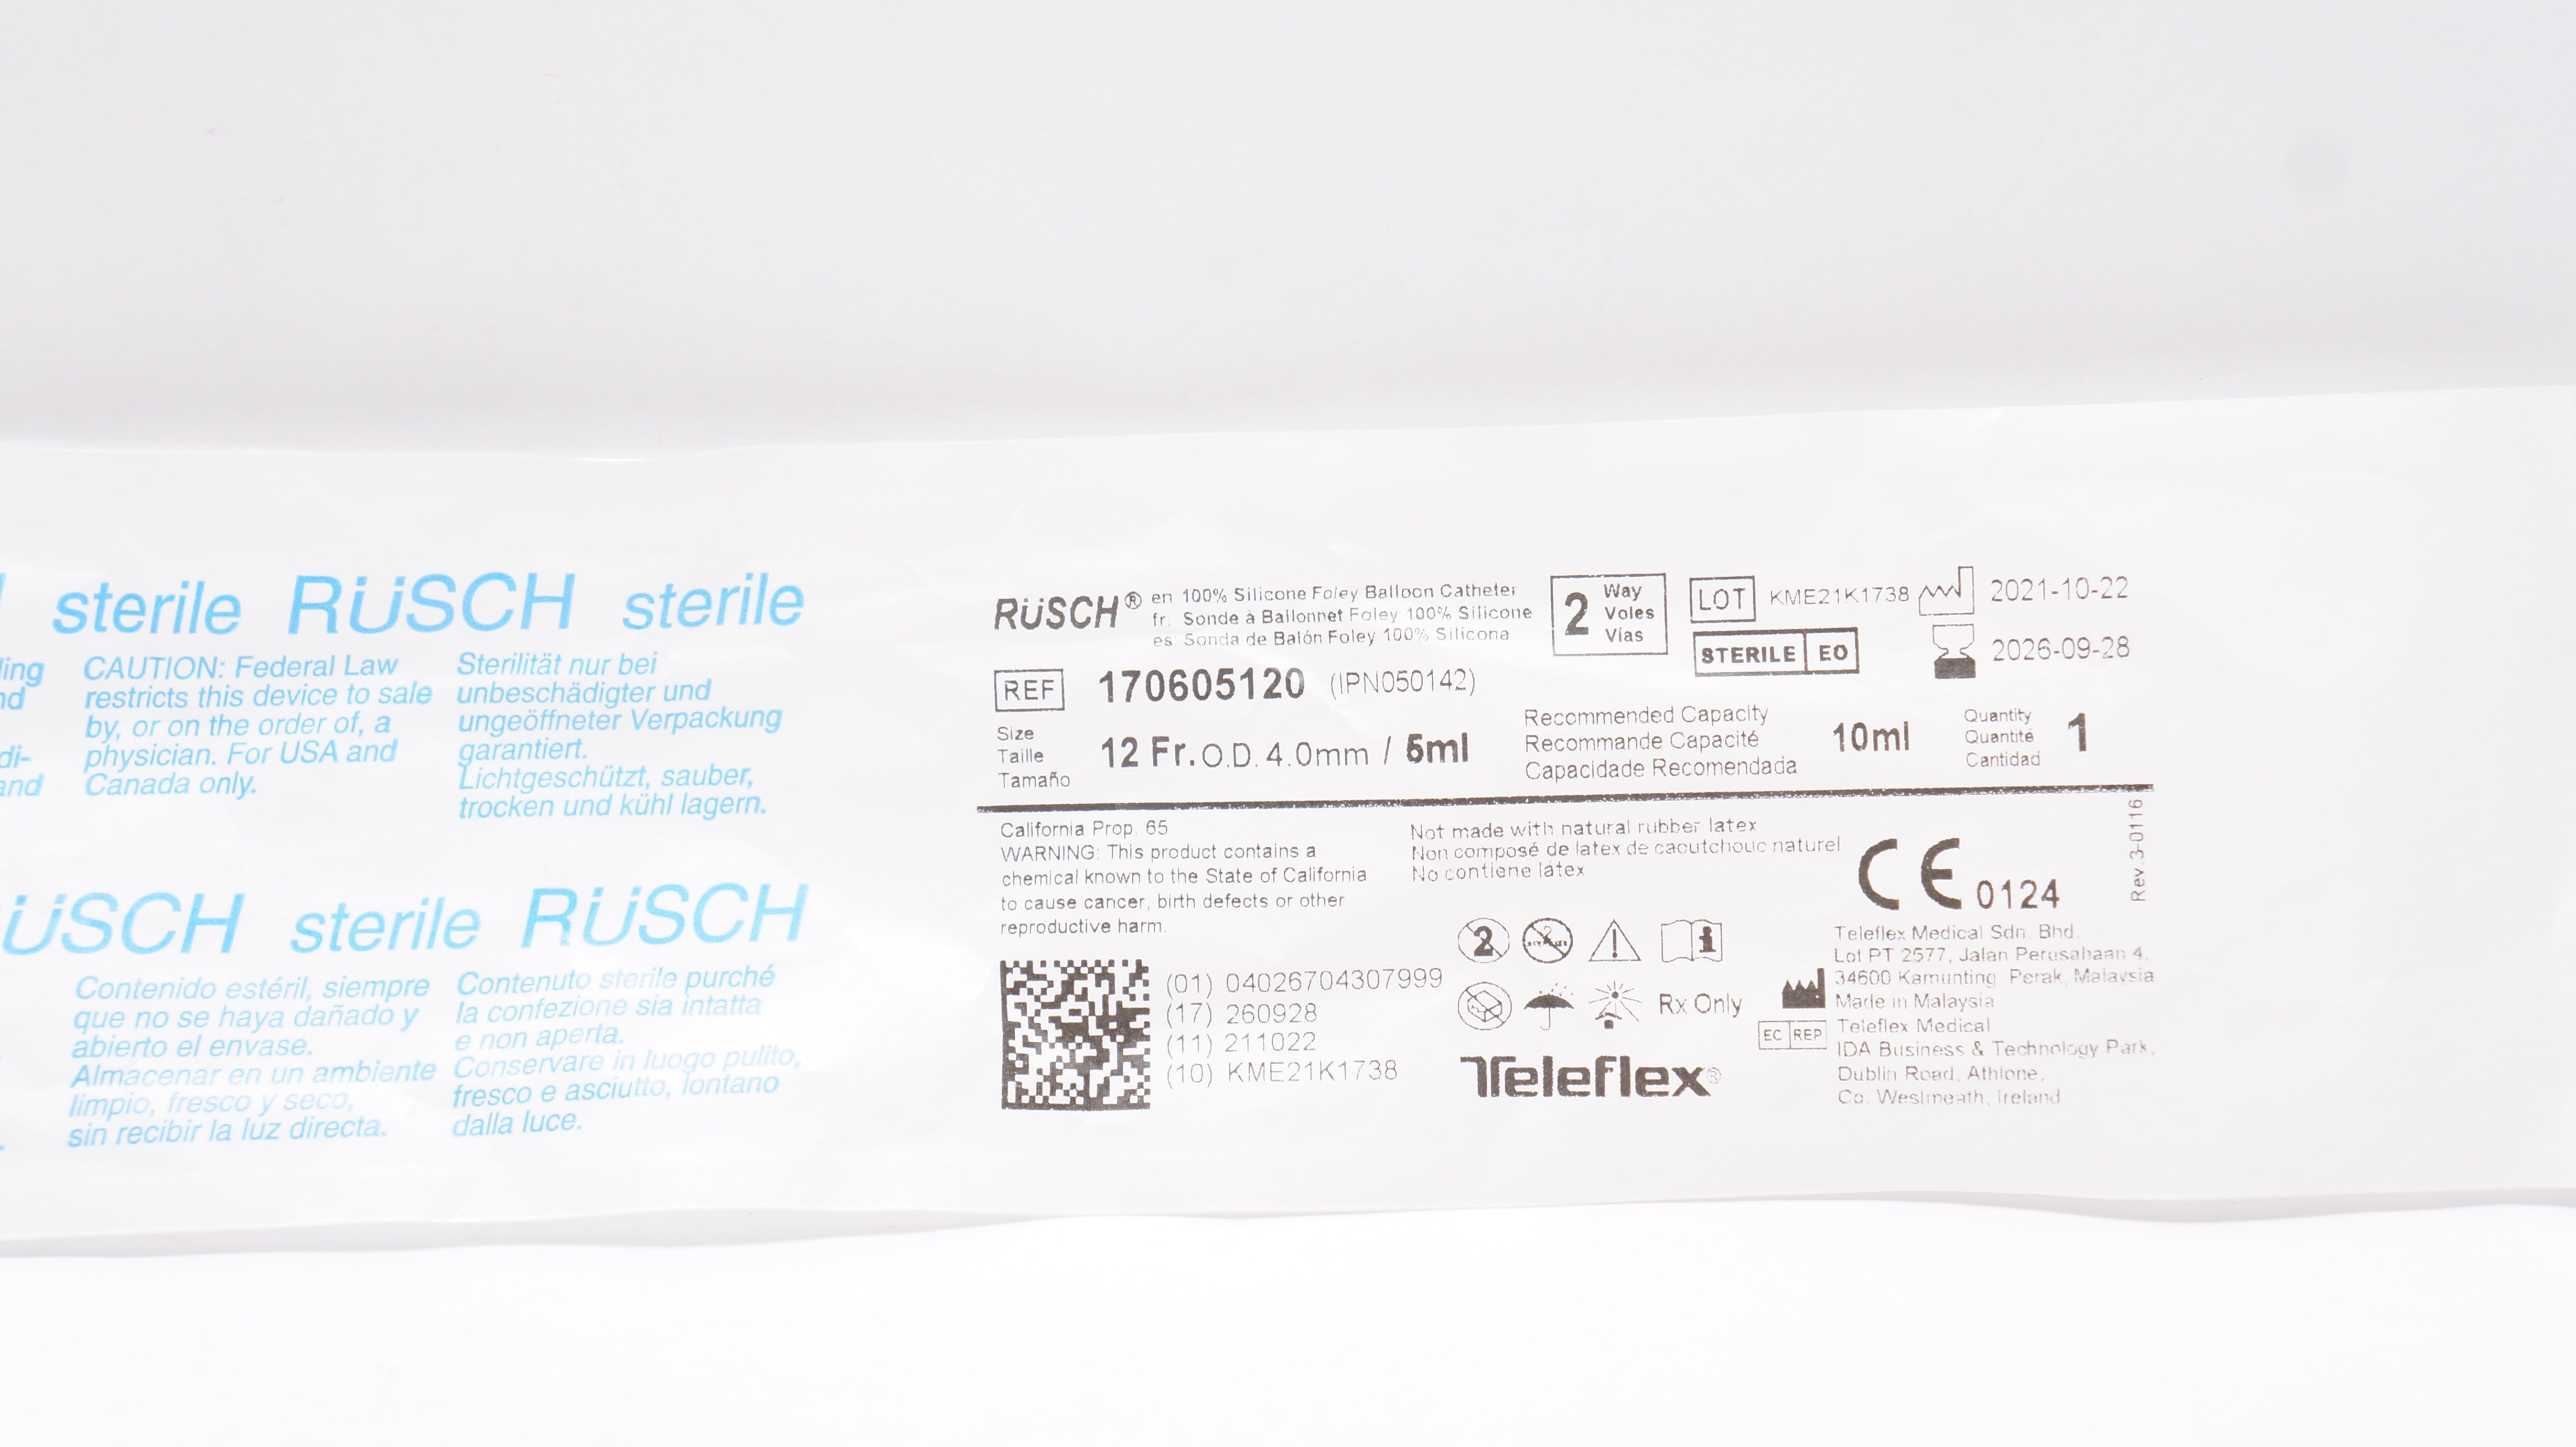 sterile RÜSCH sterile
ling
nd
di-
and
CAUTION: Federal Law
restricts this device to sale
by, or on the order of, a
physician. For USA and
Canada only.
Sterilität nur bei
unbeschädigter und
ungeöffneter Verpackung
garantiert.
Lichtgeschützt, sauber,
trocken und kühl lagern.
ÜSCH sterile RÜSCH
Contenido estéril, siempre
que no se haya dañado y
abierto el envase.
Almacenar en un ambiente
limpio, fresco y seco,
sin recibir la luz directa.
Contenuto sterile purché
la confezione sia intatta
e non aperta.
Conservare in luogo pulito,
fresco e asciutto, lontano
dalla luce.
RÜSCH®
en 100% Silicone Foley Balloon Catheter
fr. Sonde à Ballonnet Foley 100% Silicone
es. Sonda de Balón Foley 100% Silicona
2 Way
Voles
Vías
LOT KME21K1738
2021-10-22
STERILE EO
2026-09-28
REF 170605120 (IPN050142)
Size
Taille
Tamaño
12 Fr. O.D. 4.0mm / 5ml
Recommended Capacity
Recommande Capacité
Capacidade Recomendada
10ml
Quantity
Quantité
Cantidad
1
California Prop. 65
WARNING: This product contains a
chemical known to the State of California
to cause cancer, birth defects or other
reproductive harm.
Not made with natural rubber latex
Non composé de latex de caoutchouc naturel
No contiene látex
CE 0124
Rev.3-0116
(01) 04026704307999
(17) 260928
(11) 211022
(10) KME21K1738
2
Rx Only
Teleflex®
Teleflex Medical Sdn. Bhd.
Lot PT 2577, Jalan Perusahaan 4,
34600 Kamunting, Perak, Malaysia
Made in Malaysia
EC REP
Teleflex Medical
IDA Business & Technology Park,
Dublin Road, Athlone,
Co. Westmeath, Ireland